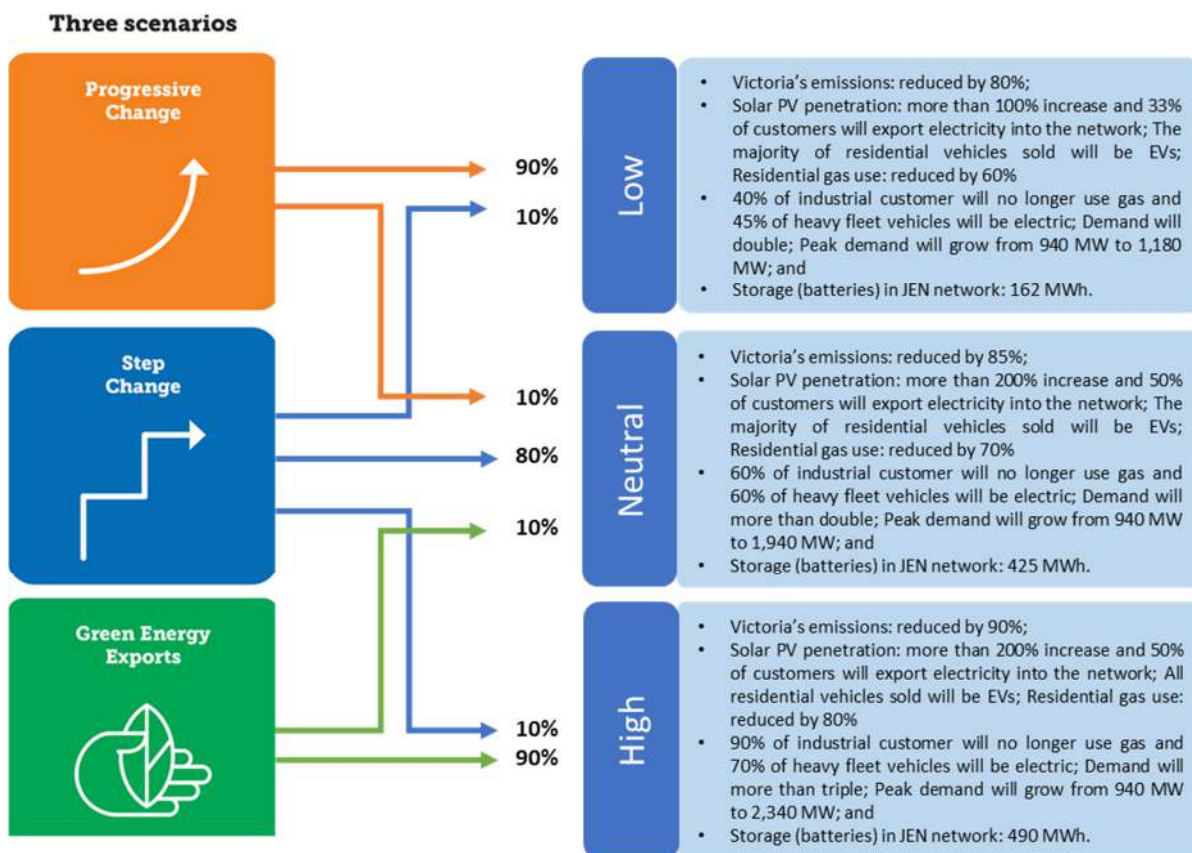 Three scenarios
Progressive
Change
Step
Change
Green Energy
Exports
90%
10%
10%
80%
10%
10%
90%
Low
• Victoria's emissions: reduced by 80%;
• Solar PV penetration: more than 100% increase and 33%
of customers will export electricity into the network; The
majority of residential vehicles sold will be EVs;
Residential gas use: reduced by 60%
• 40% of industrial customer will no longer use gas and
45% of heavy fleet vehicles will be electric; Demand will
double; Peak demand will grow from 940 MW to 1,180
MW; and
• Storage (batteries) in JEN network: 162 MWh.
Neutral
• Victoria's emissions: reduced by 85%;
• Solar PV penetration: more than 200% increase and 50%
of customers will export electricity into the network; The
majority of residential vehicles sold will be EVs;
Residential gas use: reduced by 70%
• 60% of industrial customer will no longer use gas and
60% of heavy fleet vehicles will be electric; Demand will
more than double; Peak demand will grow from 940 MW
to 1,940 MW; and
• Storage (batteries) in JEN network: 425 MWh.
High
• Victoria's emissions: reduced by 90%;
• Solar PV penetration: more than 200% increase and 50%
of customers will export electricity into the network; All
residential vehicles sold will be EVs; Residential gas use:
reduced by 80%
• 90% of industrial customer will no longer use gas and
70% of heavy fleet vehicles will be electric; Demand will
more than triple; Peak demand will grow from 940 MW
to 2,340 MW; and
• Storage (batteries) in JEN network: 490 MWh.